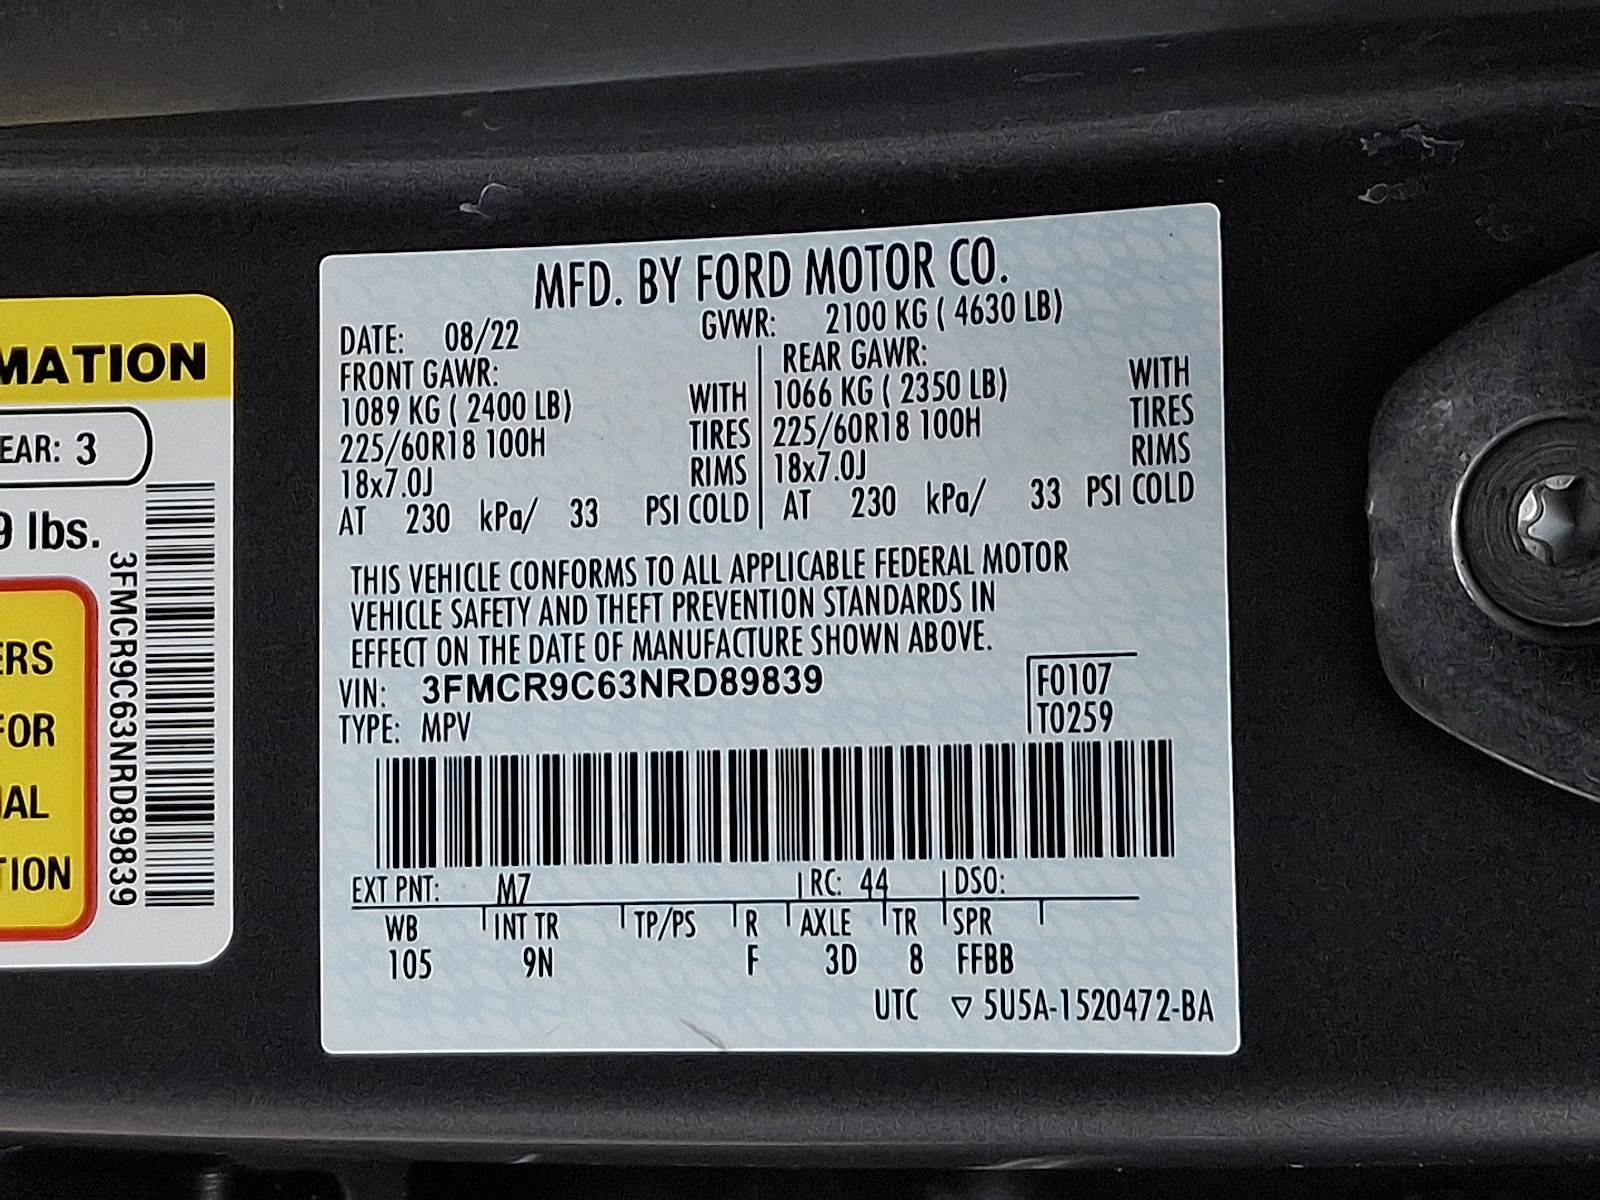 MATION
EAR: 3
9 lbs.
3FMCR9C63NRD89839
ERS
FOR
IAL
TION
MFD. BY FORD MOTOR CO.
DATE: 08/22 GVWR: 2100 KG ( 4630 LB)
FRONT GAWR: REAR GAWR:
1089 KG ( 2400 LB) WITH 1066 KG ( 2350 LB) WITH
225/60R18 100H TIRES 225/60R18 100H TIRES
18x7.0J RIMS 18x7.0J RIMS
AT 230 kPa/ 33 PSI COLD AT 230 kPa/ 33 PSI COLD
THIS VEHICLE CONFORMS TO ALL APPLICABLE FEDERAL MOTOR
VEHICLE SAFETY AND THEFT PREVENTION STANDARDS IN
EFFECT ON THE DATE OF MANUFACTURE SHOWN ABOVE.
VIN: 3FMCR9C63NRD89839 F0107
TYPE: MPV T0259
EXT PNT: M7 RC: 44 DSO:
WB INT TR TP/PS R AXLE TR SPR
105 9N F 3D 8 FFBB
UTC ▽ 5U5A-1520472-BA